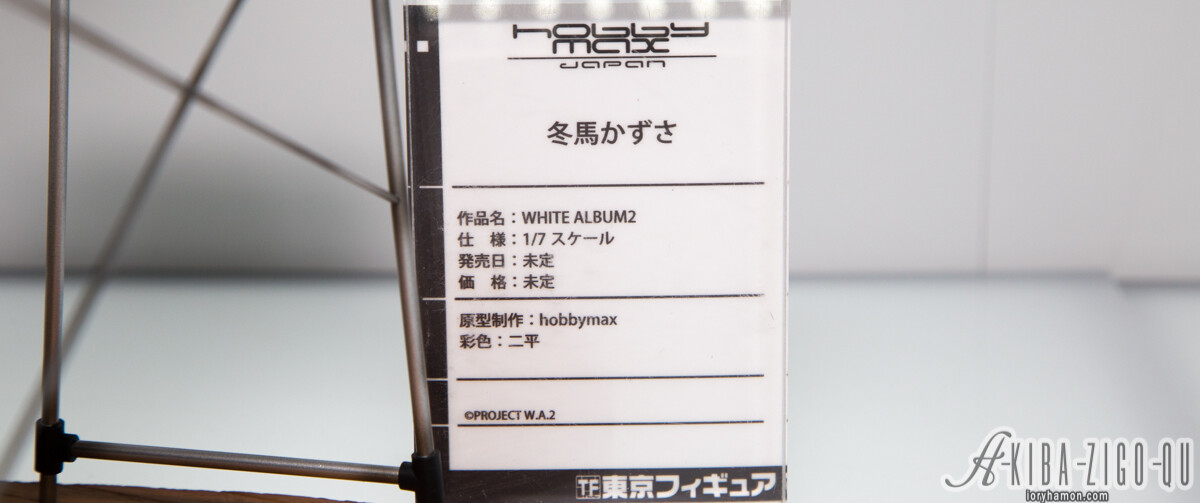 hobby
max
JAPAN
冬馬かずさ
作品名：WHITE ALBUM2
仕　様：1/7 スケール
発売日：未定
価　格：未定
原型制作：hobbymax
彩色：二平
©PROJECT W.A.2
TF 東京フィギュア
A-KIBA-ZIGO-QU
loryhamon.com